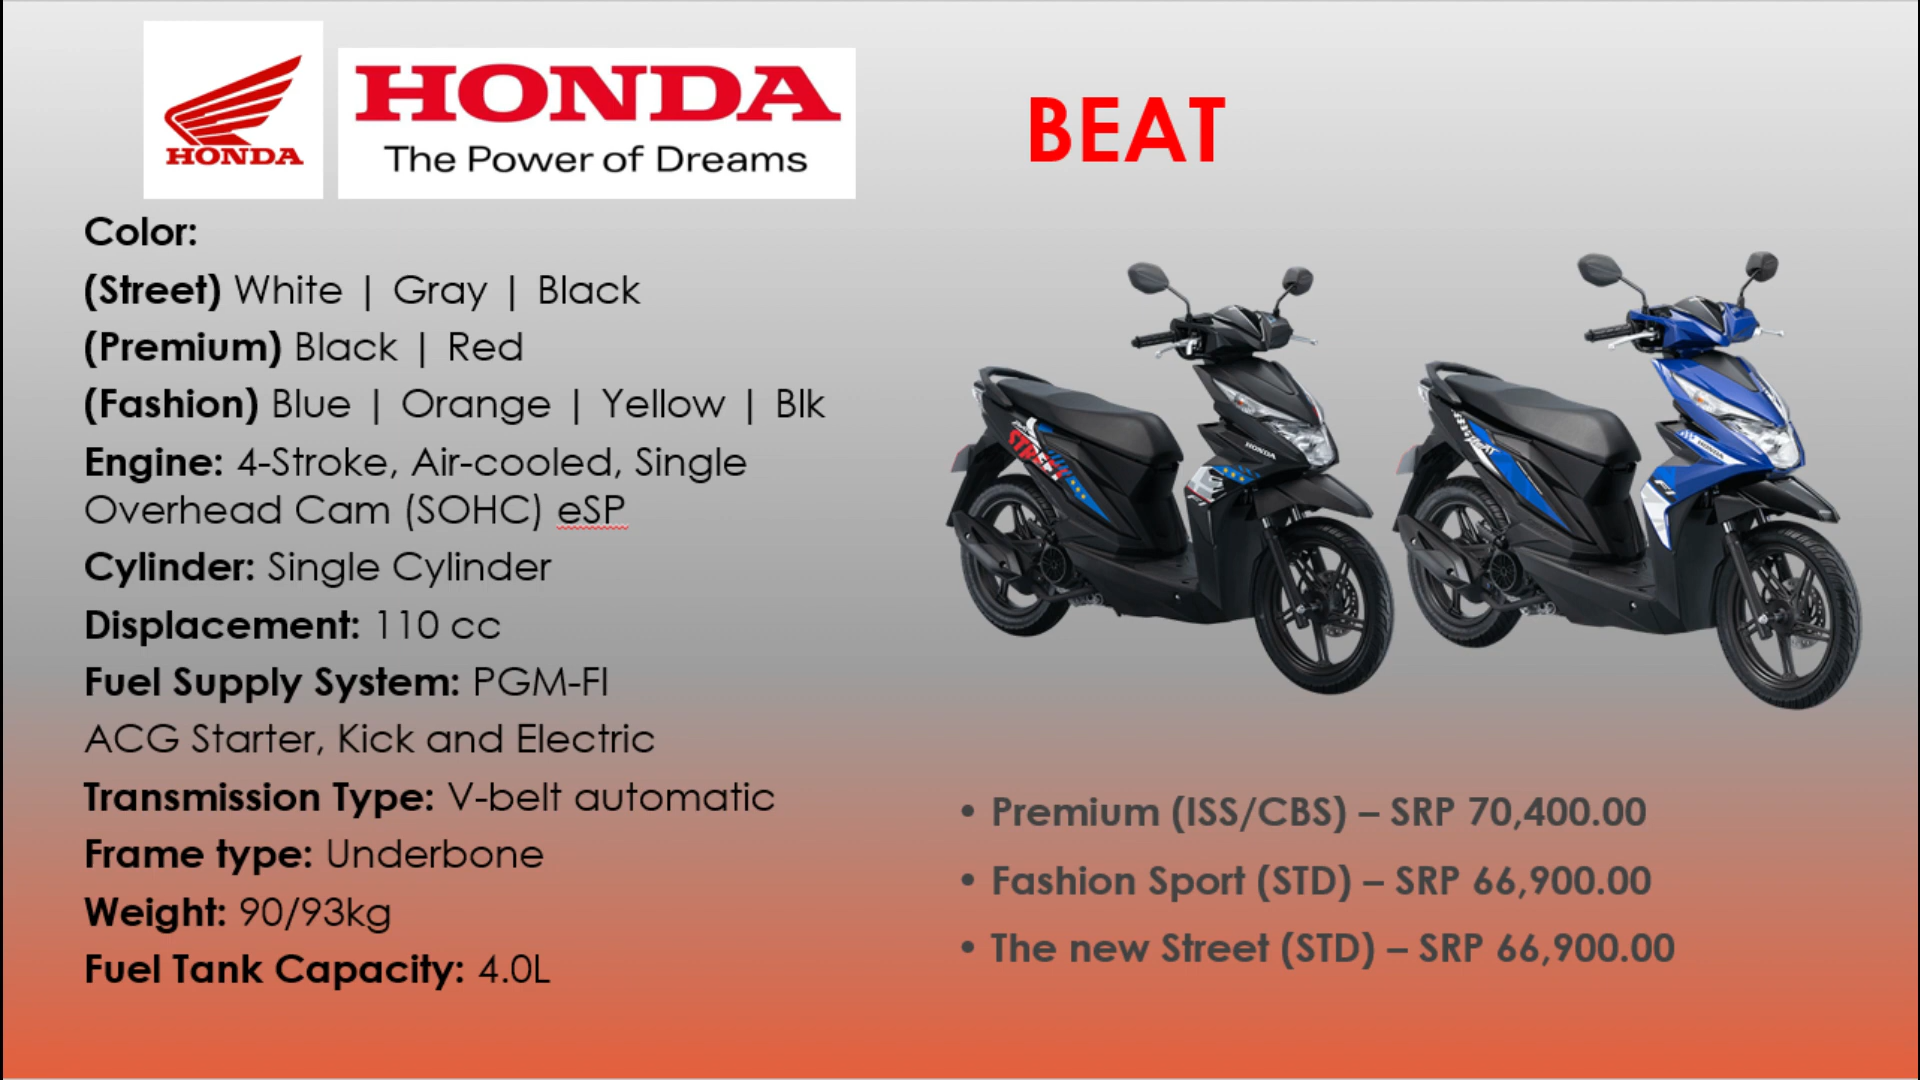 HONDA
HONDA
The Power of Dreams
BEAT
Color:
(Street) White | Gray | Black
(Premium) Black | Red
(Fashion) Blue | Orange | Yellow | Blk
Engine: 4-Stroke, Air-cooled, Single
Overhead Cam (SOHC) eSP
Cylinder: Single Cylinder
Displacement: 110 cc
Fuel Supply System: PGM-FI
ACG Starter, Kick and Electric
Transmission Type: V-belt automatic
Frame type: Underbone
Weight: 90/93kg
Fuel Tank Capacity: 4.0L
STREET
HONDA
HONDA
• Premium (ISS/CBS) – SRP 70,400.00
• Fashion Sport (STD) – SRP 66,900.00
• The new Street (STD) – SRP 66,900.00